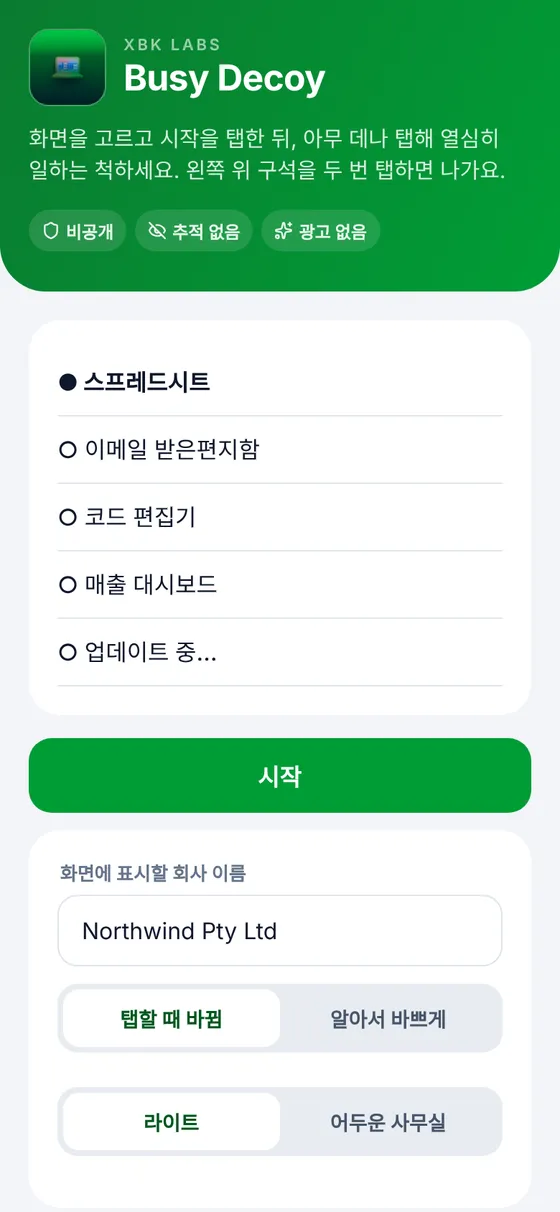 XBK LABS
Busy Decoy
화면을 고르고 시작을 탭한 뒤, 아무 데나 탭해 열심히
일하는 척하세요. 왼쪽 위 구석을 두 번 탭하면 나가요.
비공개 추적 없음 광고 없음
스프레드시트
이메일 받은편지함
코드 편집기
매출 대시보드
업데이트 중...
시작
화면에 표시할 회사 이름
Northwind Pty Ltd
탭할 때 바뀜 알아서 바쁘게
라이트 어두운 사무실